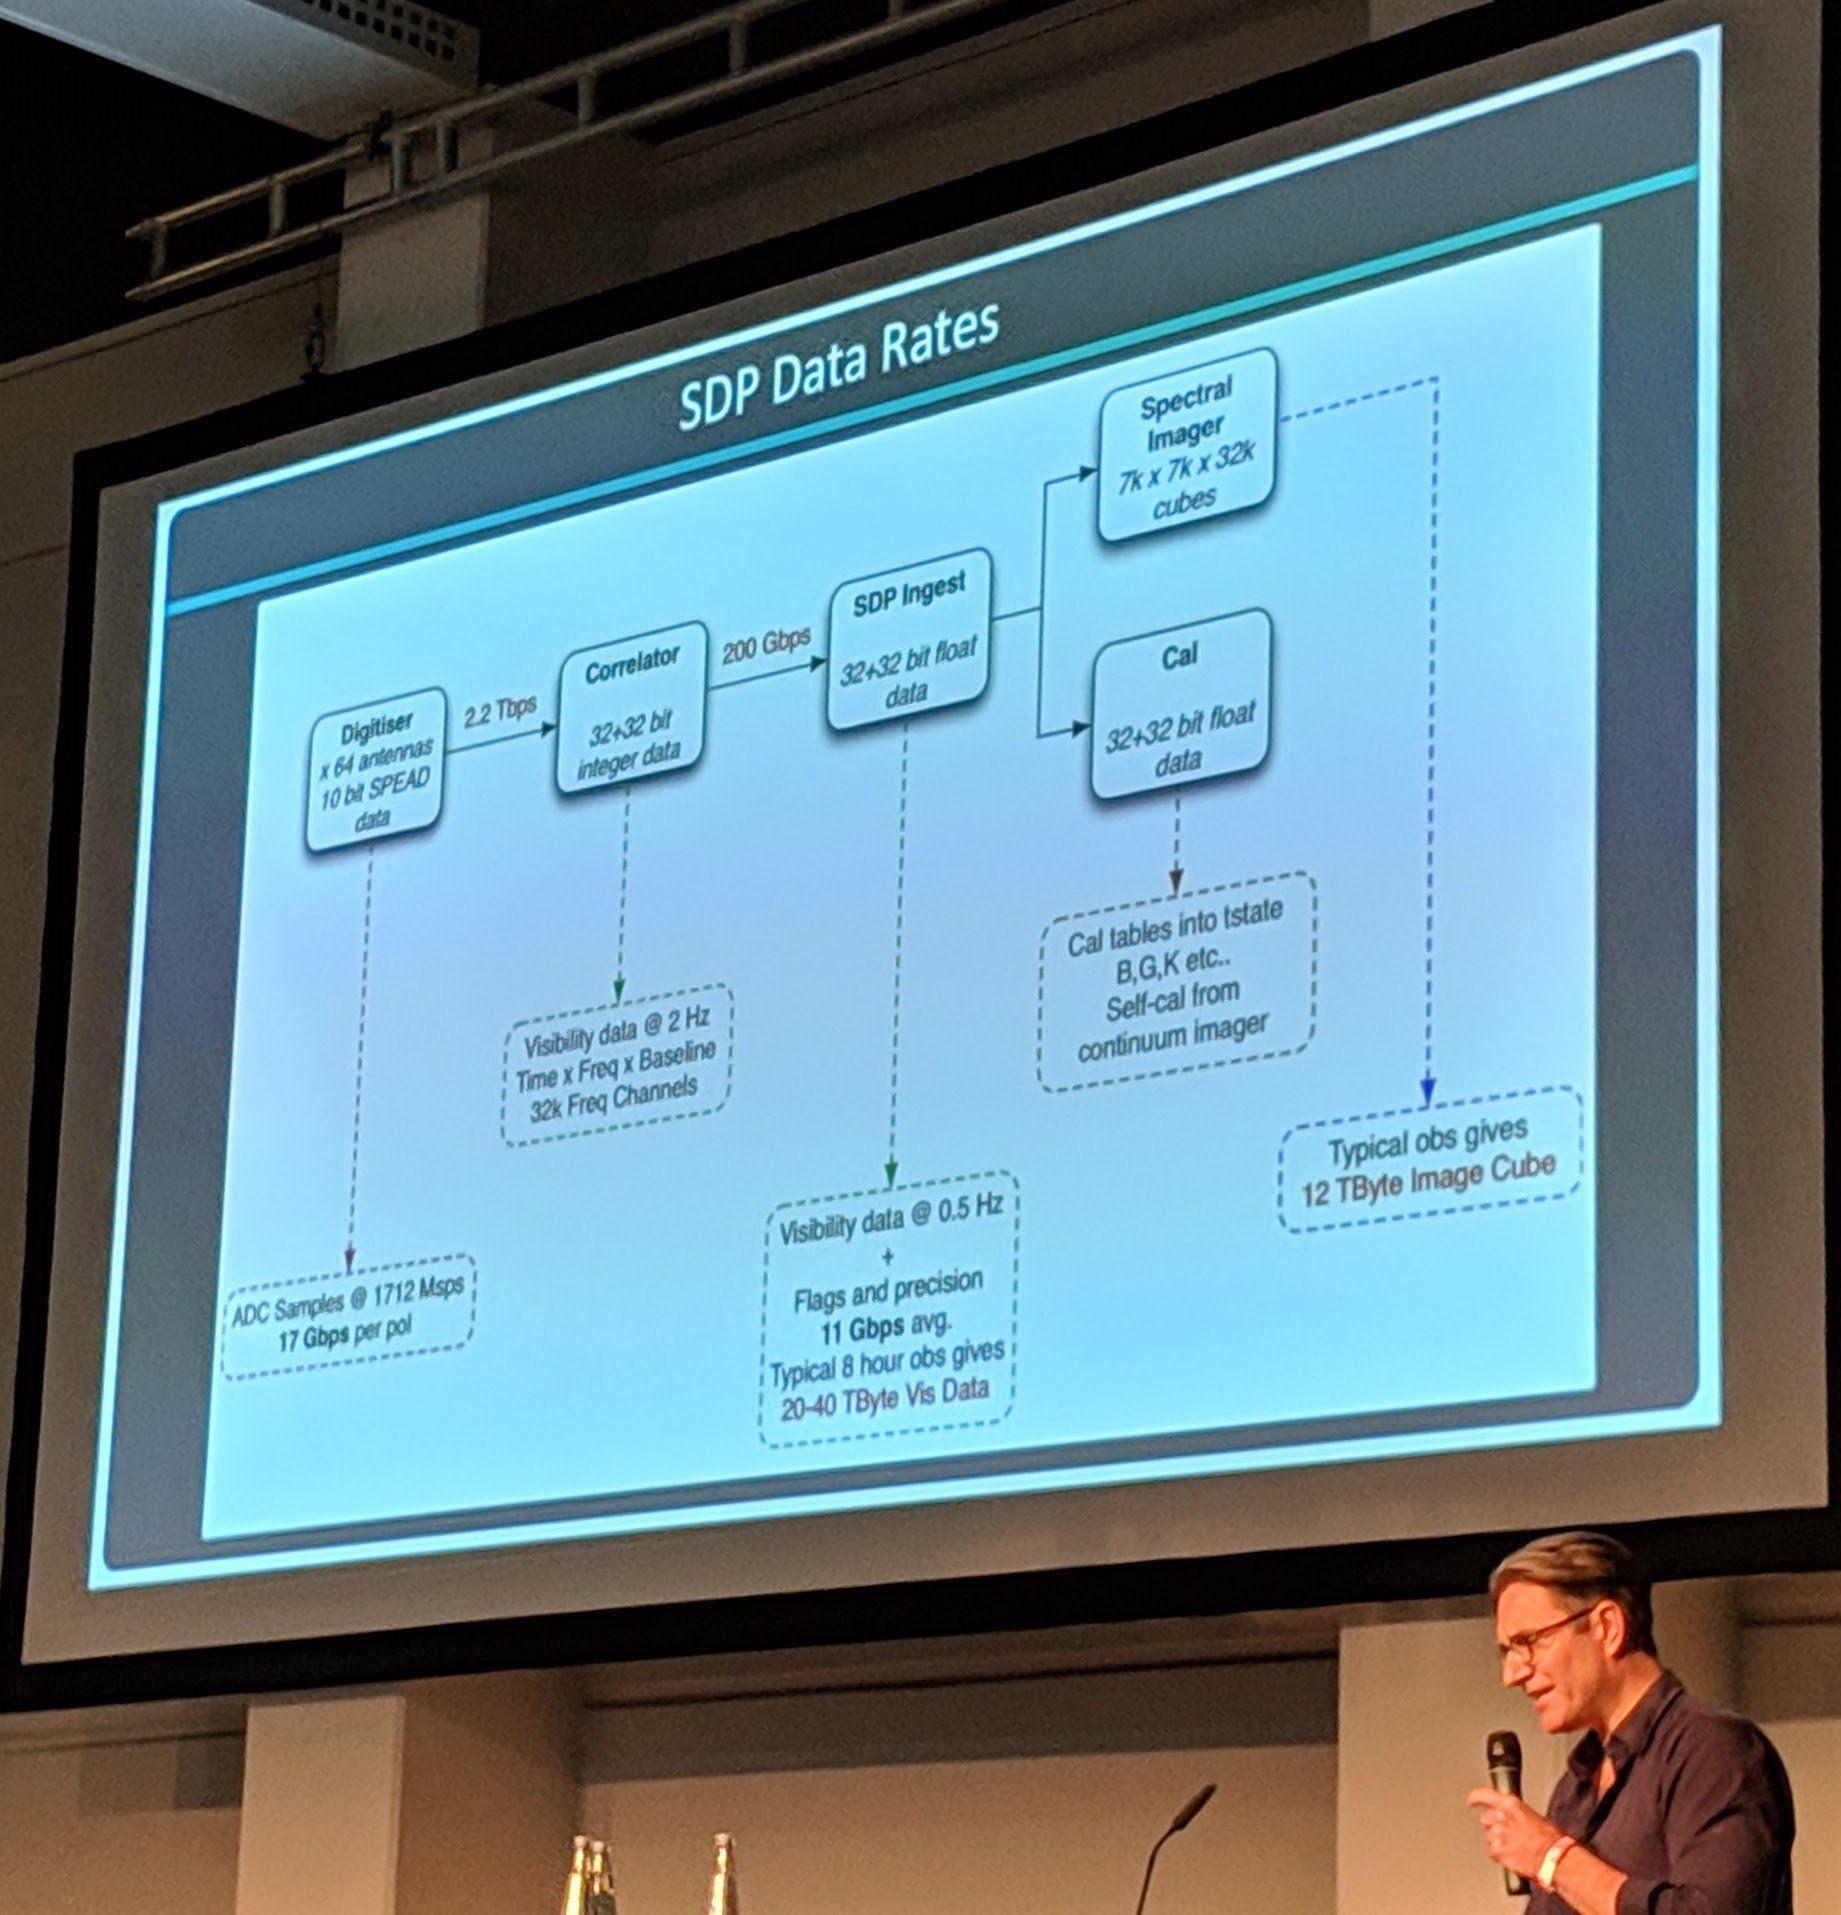 SDP Data Rates
Digitiser
x 64 antennas
10 bit SPEAD
data
2.2 Tbps
Correlator
32+32 bit
integer data
200 Gbps
SDP Ingest
32+32 bit float
data
Spectral
Imager
7k x 7k x 32k
cubes
Cal
32+32 bit float
data
ADC Samples @ 1712 Msps
17 Gbps per pol
Visibility data @ 2 Hz
Time x Freq x Baseline
32k Freq Channels
Visibility data @ 0.5 Hz
+
Flags and precision
11 Gbps avg.
Typical 8 hour obs gives
20-40 TByte Vis Data
Cal tables into tstate
B,G,K etc..
Self-cal from
continuum imager
Typical obs gives
12 TByte Image Cube